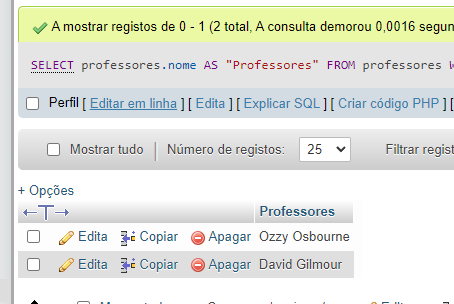 A mostrar registos de 0 - 1 (2 total, A consulta demorou 0,0016
SELECT professores.nome AS "Professores" FROM professores
Perfil [ Editar em linha ] [ Edita ] [ Explicar SQL ] [ Criar código PHP ] [
Mostrar tudo | Número de registos: 25 Filtrar
+ Opções
←T→ Professores
Edita Copiar Apagar Ozzy Osbourne
Edita Copiar Apagar David Gilmour